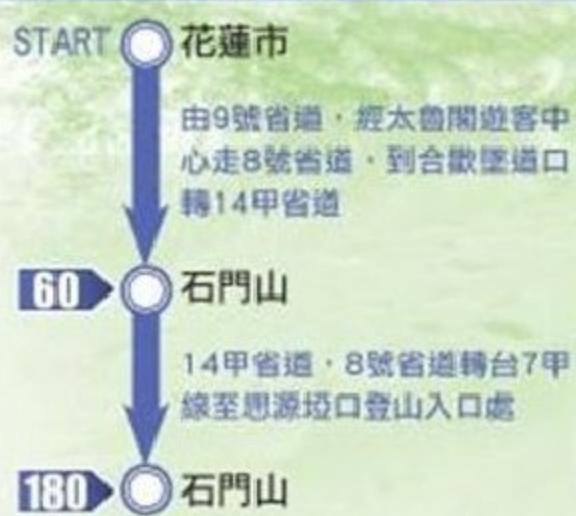 START 花蓮市
由9號省道，經太魯閣遊客中
心走8號省道，到合歡墜道口
轉14甲省道
60 石門山
14甲省道，8號省道轉台7甲
線至思源埡口登山入口處
180 石門山